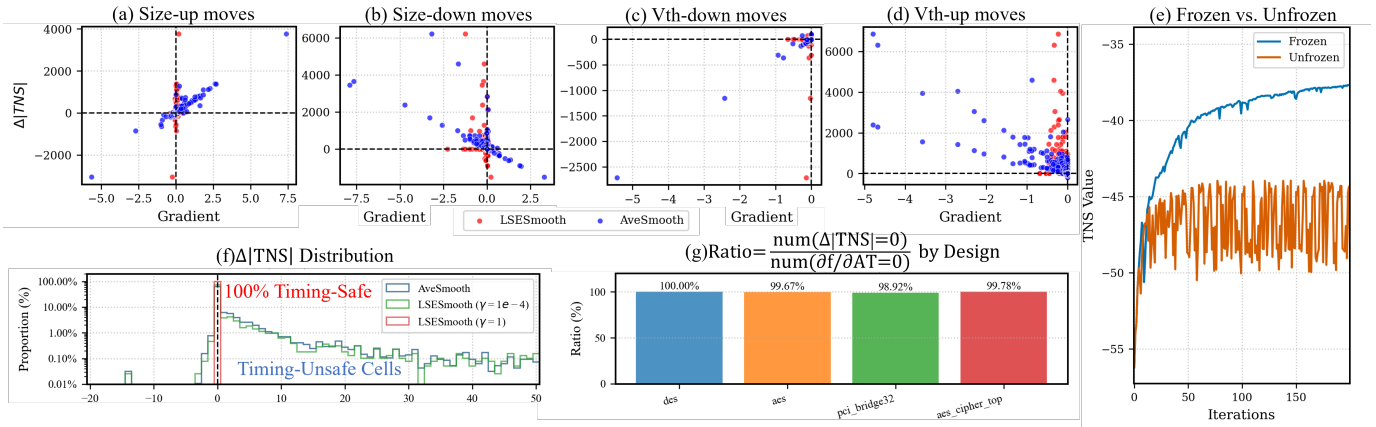 (a) Size-up moves
(b) Size-down moves
(c) Vth-down moves
(d) Vth-up moves
(e) Frozen vs. Unfrozen
Δ|TNS|
4000
2000
0
−2000
−5.0
−2.5
0.0
2.5
5.0
7.5
Gradient
6000
4000
2000
0
−7.5
−5.0
−2.5
0.0
2.5
Gradient
0
−500
−1000
−1500
−2000
−2500
−5
−4
−3
−2
−1
0
Gradient
6000
4000
2000
0
−5
−4
−3
−2
−1
0
Gradient
LSESmooth
AveSmooth
TNS Value
−35
−40
−45
−50
−55
0
50
100
150
Iterations
Frozen
Unfrozen
(f)Δ|TNS| Distribution
Proportion (%)
100.00%
10.00%
1.00%
0.10%
0.01%
−20
−10
0
10
20
30
40
50
100% Timing-Safe
Timing-Unsafe Cells
AveSmooth
LSESmooth (γ = 1e − 4)
LSESmooth (γ = 1)
(g)Ratio= num(Δ|TNS|=0) / num(∂f/∂AT=0) by Design
Ratio (%)
100
50
0
100.00%
99.67%
98.92%
99.78%
des
aes
pci_bridge32
aes_cipher_top